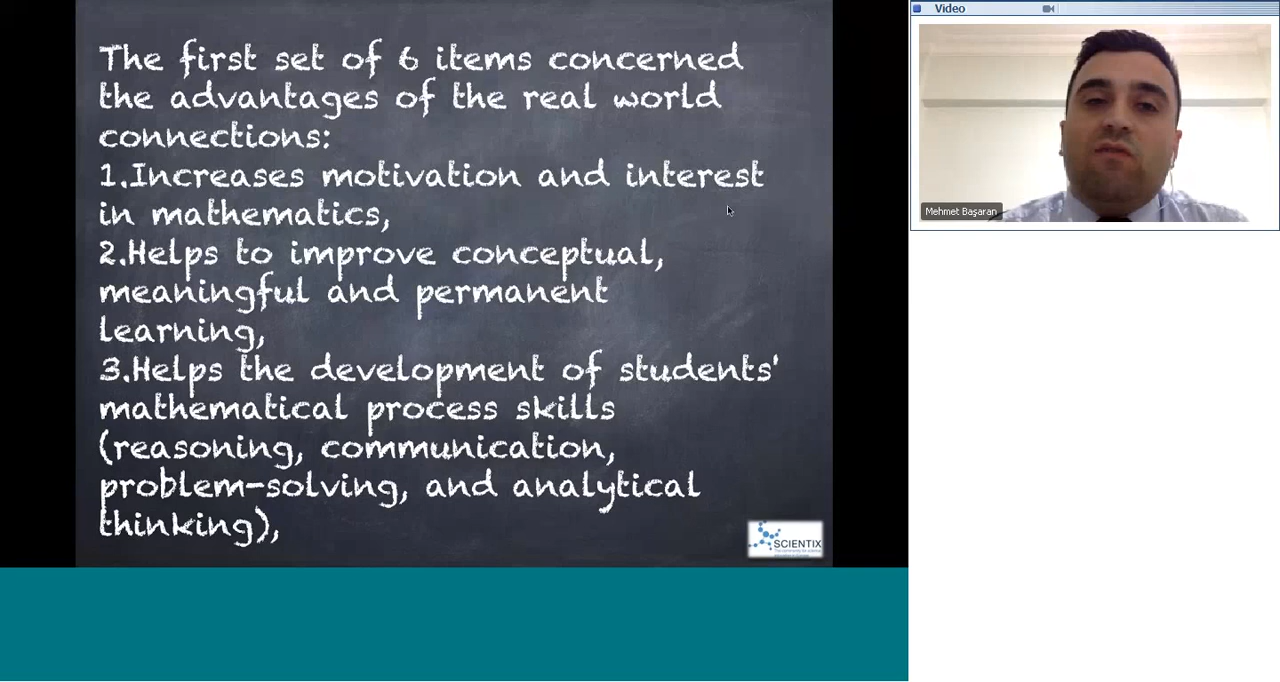 The first set of 6 items concerned
the advantages of the real world
connections:
1.Increases motivation and interest
in mathematics,
2.Helps to improve conceptual,
meaningful and permanent
learning,
3.Helps the development of students'
mathematical process skills
(reasoning, communication,
problem-solving, and analytical
thinking),
SCIENTIX
Video
Mehmet Başaran